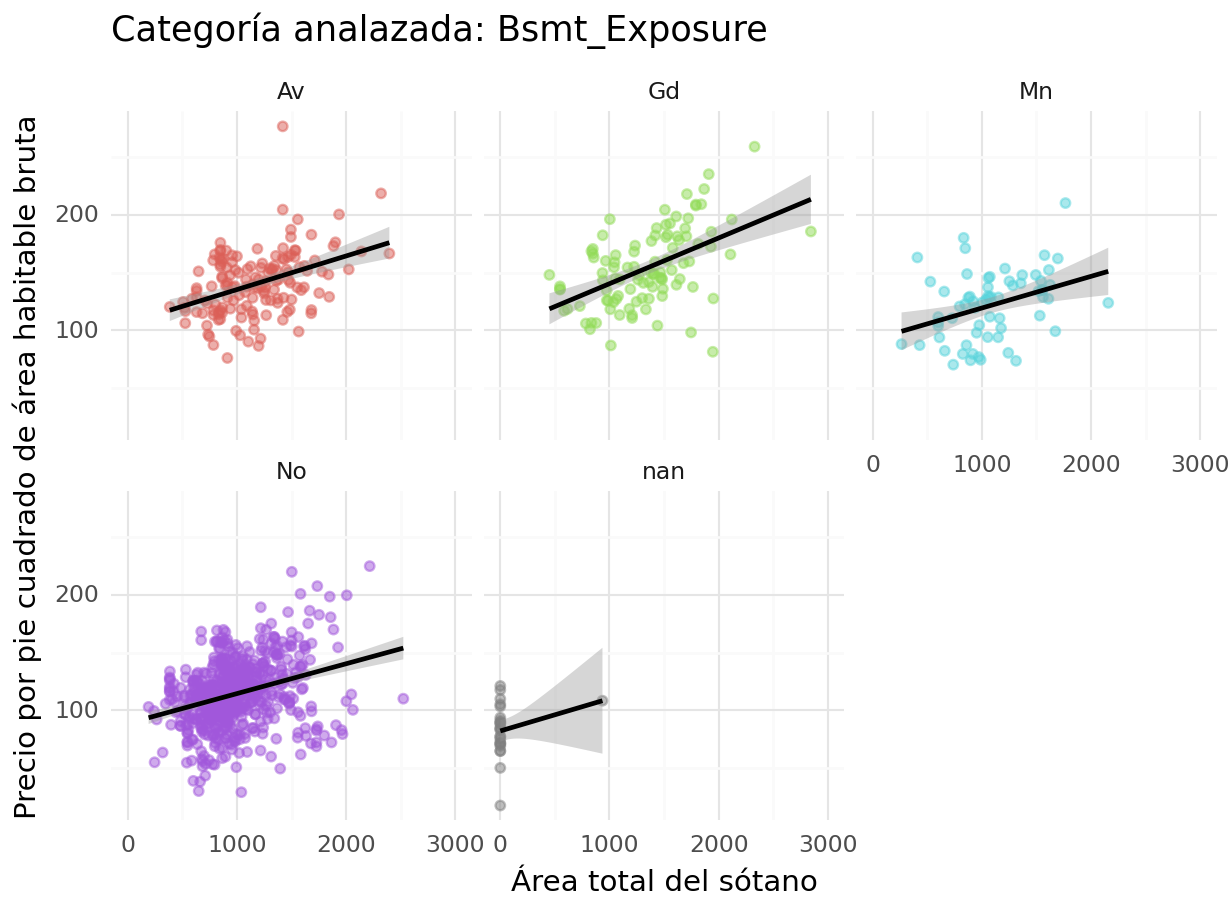 Categoría analazada: Bsmt_Exposure
Av
Gd
Mn
200
100
0 1000 2000 3000
No
nan
200
100
0 1000 2000 3000
0 1000 2000 3000
Área total del sótano
Precio por pie cuadrado de área habitable bruta